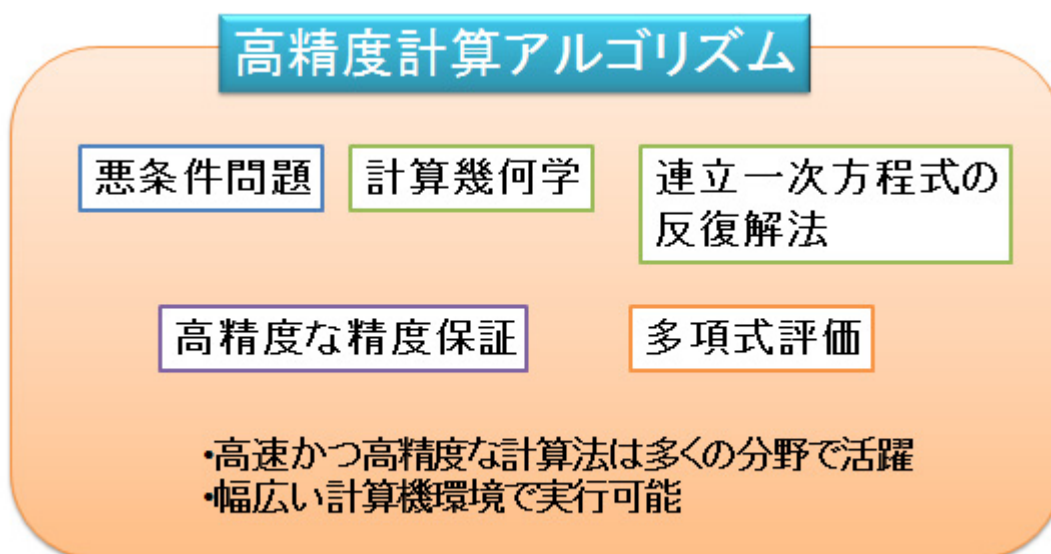 高精度計算アルゴリズム
悪条件問題
計算幾何学
連立一次方程式の
反復解法
高精度な精度保証
多項式評価
・高速かつ高精度な計算法は多くの分野で活躍
・幅広い計算機環境で実行可能